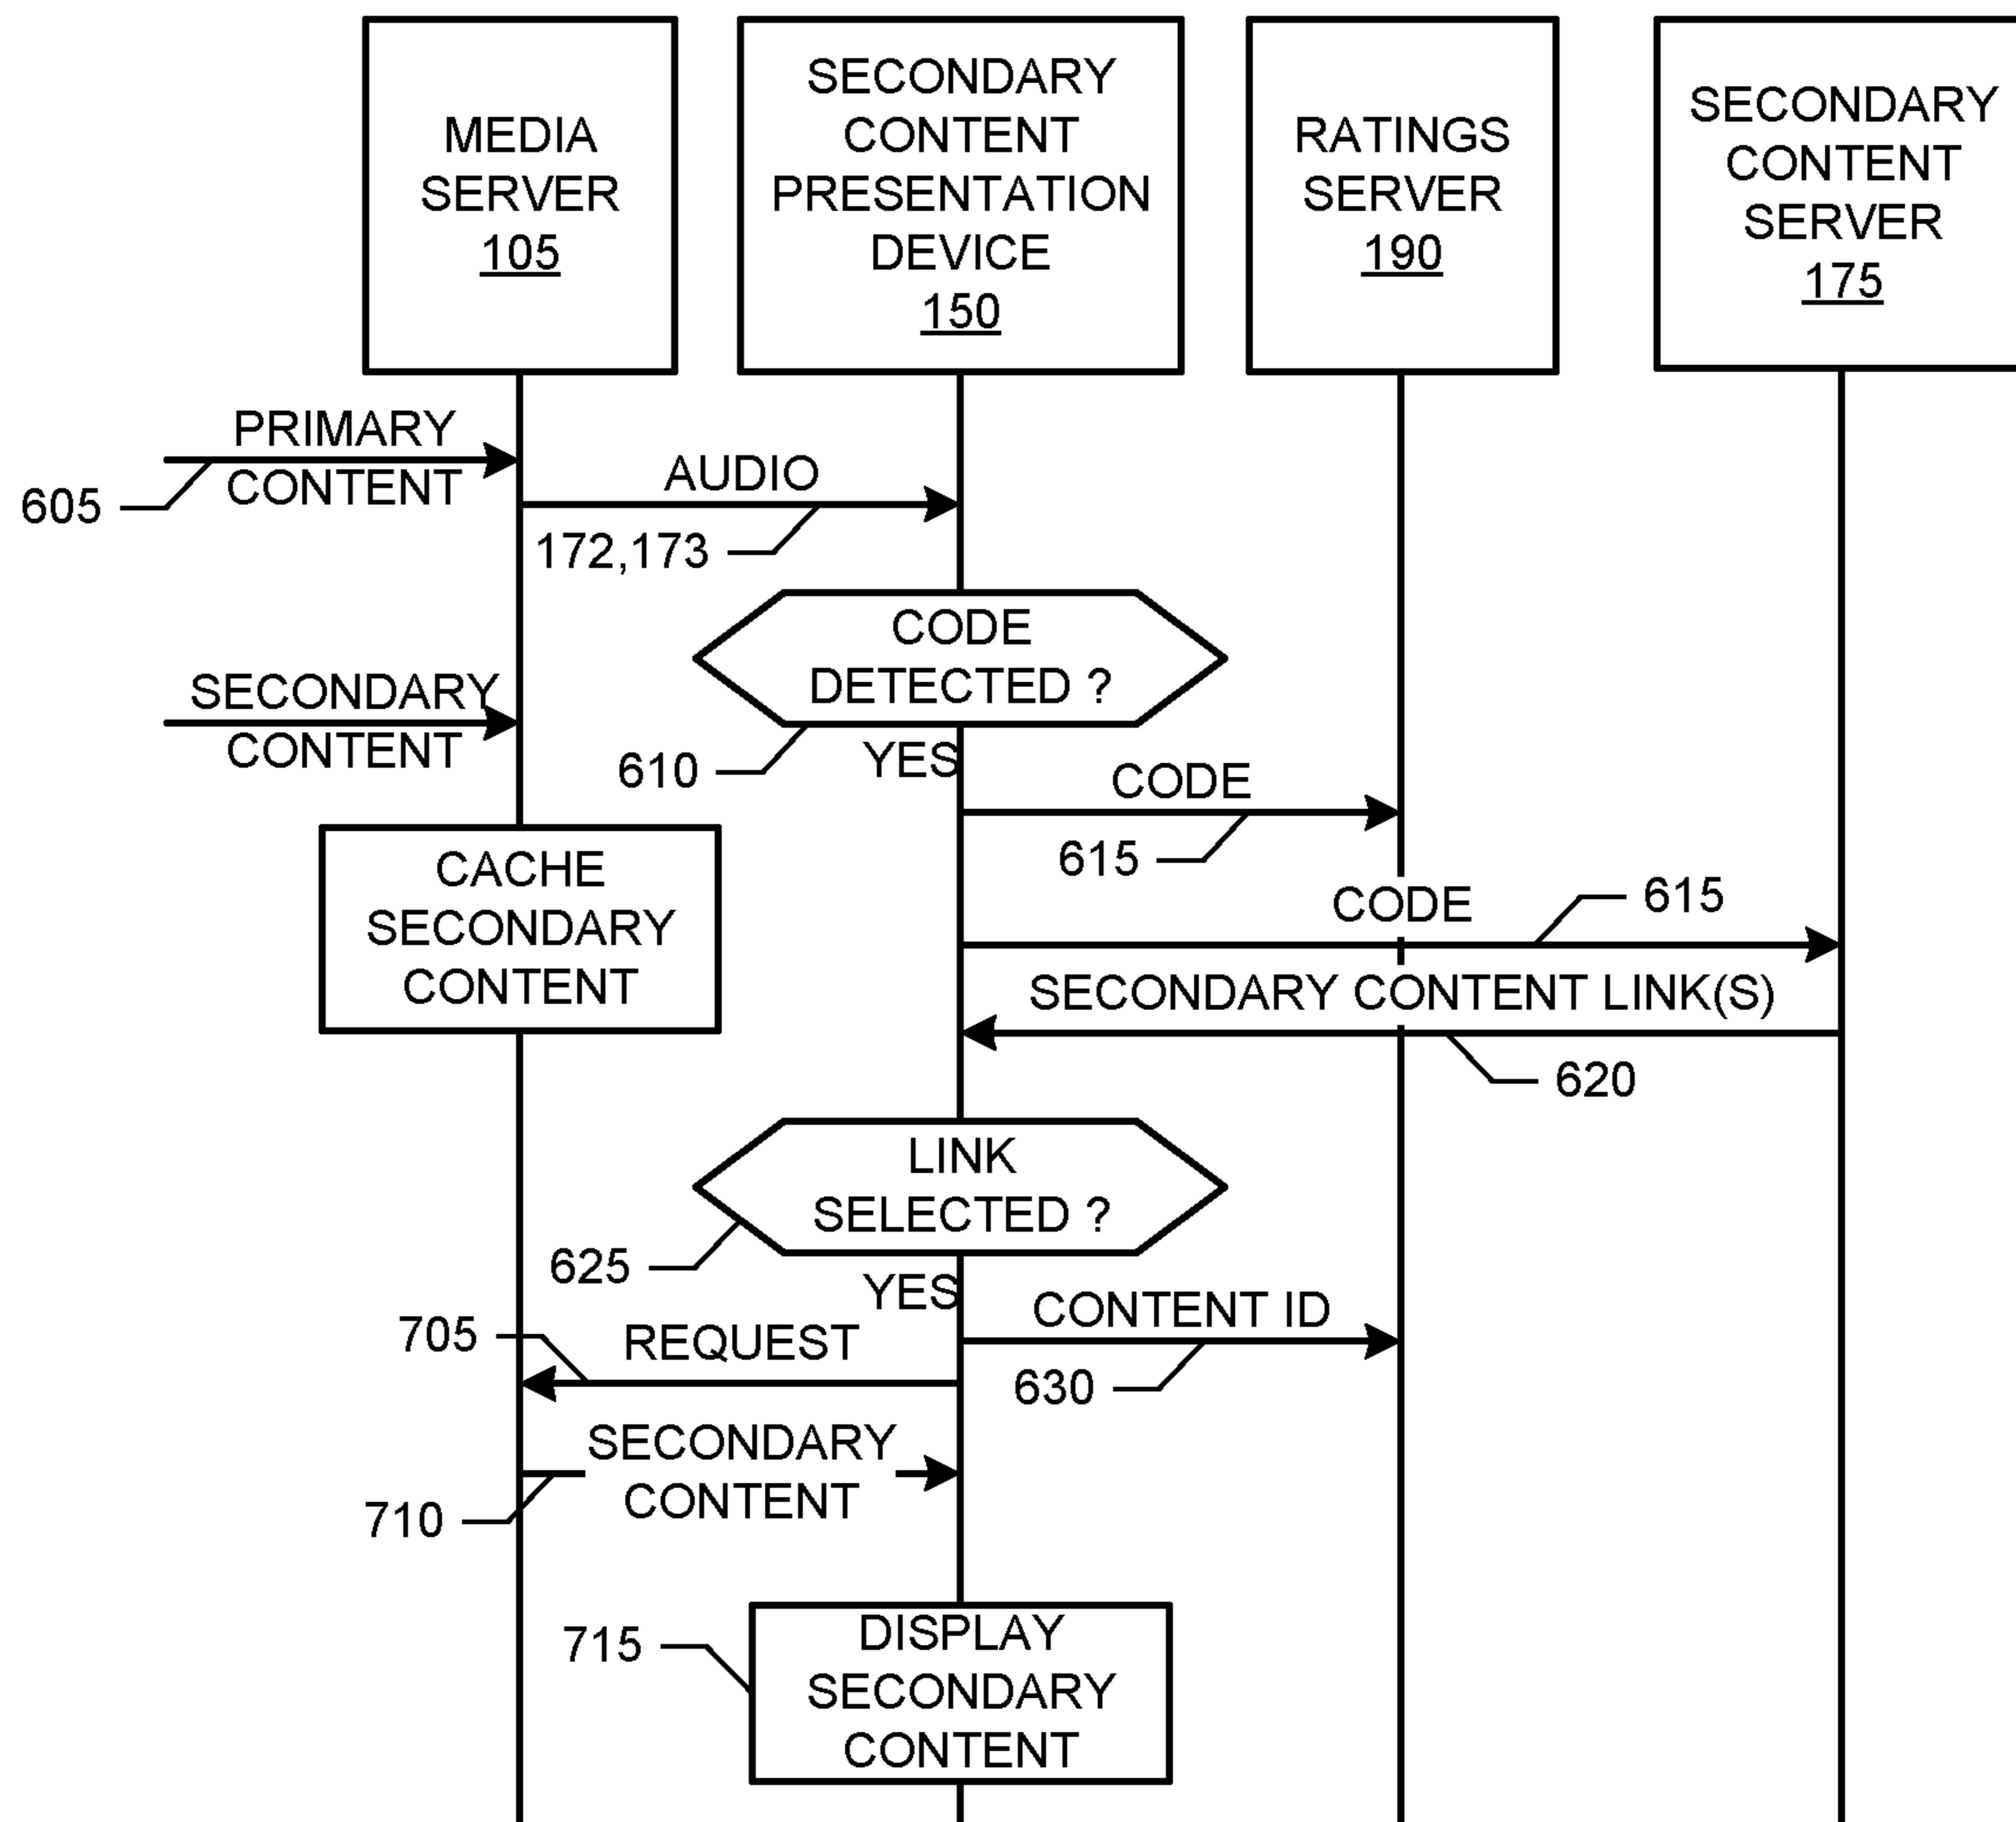 MEDIA
SERVER
105
SECONDARY
CONTENT
PRESENTATION
DEVICE
150
RATINGS
SERVER
190
SECONDARY
CONTENT
SERVER
175
PRIMARY
CONTENT
605
AUDIO
172,173
CODE
DETECTED ?
610
YES
SECONDARY
CONTENT
CODE
615
CACHE
SECONDARY
CONTENT
CODE
615
SECONDARY CONTENT LINK(S)
620
LINK
SELECTED ?
625
YES
CONTENT ID
630
705
REQUEST
SECONDARY
CONTENT
710
715
DISPLAY
SECONDARY
CONTENT